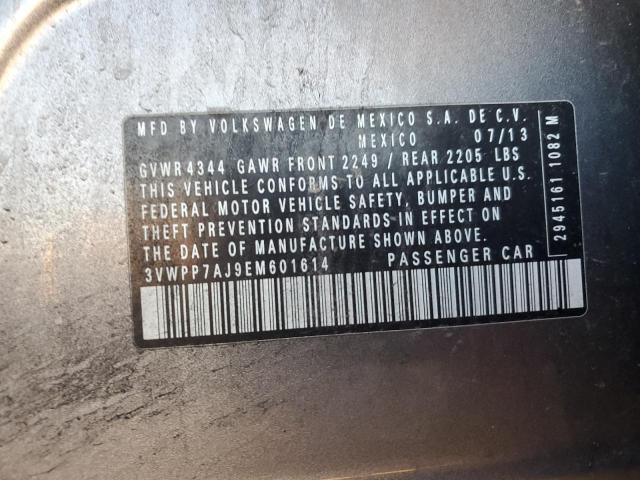 MFD BY VOLKSWAGEN DE MEXICO S.A. DE C.V.
MEXICO 07/13
GVWR 4344 GAWR FRONT 2249 / REAR 2205 LBS
THIS VEHICLE CONFORMS TO ALL APPLICABLE U.S.
FEDERAL MOTOR VEHICLE SAFETY, BUMPER AND
THEFT PREVENTION STANDARDS IN EFFECT ON
THE DATE OF MANUFACTURE SHOWN ABOVE.
3VWPP7AJ9EM601614 PASSENGER CAR
2945161 1082 M